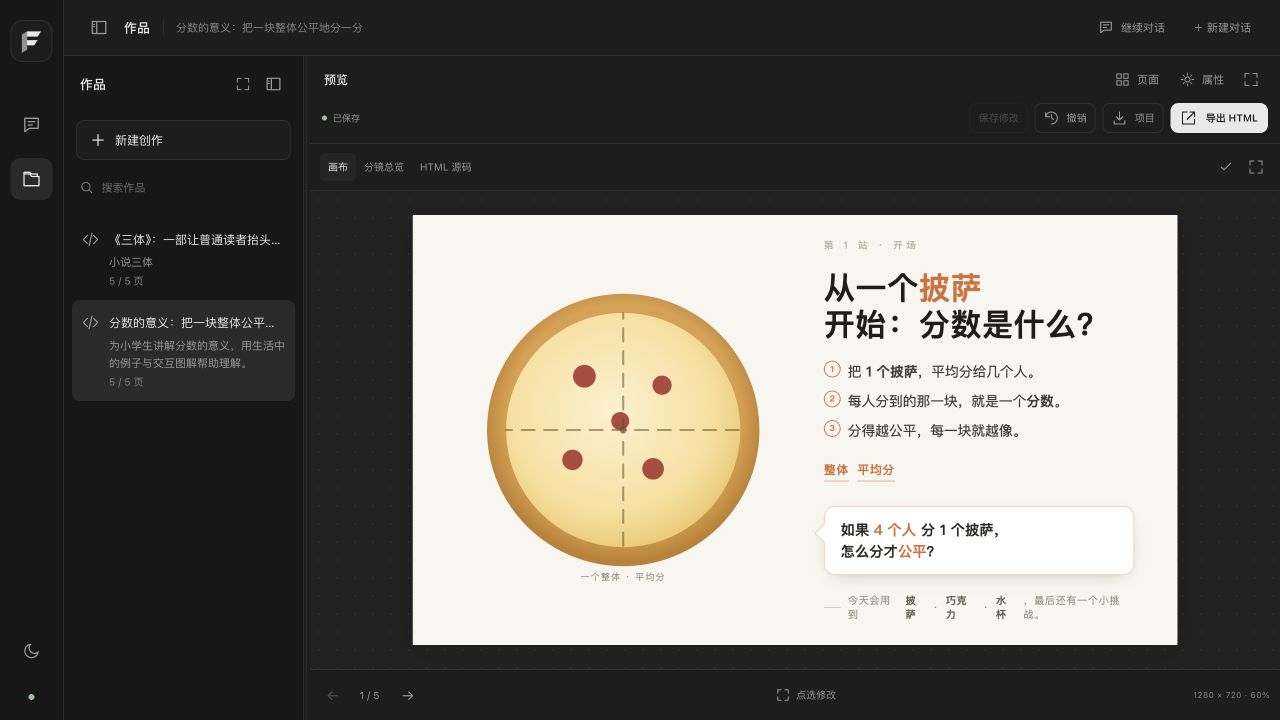 作品
分数的意义：把一块整体公平地分一分
继续对话
+ 新建对话
作品
新建创作
搜索作品
《三体》：一部让普通读者抬头...
小说三体
5 / 5 页
分数的意义：把一块整体公平...
为小学生讲解分数的意义，用生活中
的例子与交互图解帮助理解。
5 / 5 页
预览
页面
属性
已保存
保存修改
撤销
项目
导出 HTML
画布
分镜总览
HTML 源码
第 1 站 · 开场
从一个披萨
开始：分数是什么?
1 把 1 个披萨，平均分给几个人。
2 每人分到的那一块，就是一个分数。
3 分得越公平，每一块就越像。
整体 平均分
如果 4 个人 分 1 个披萨，
怎么分才公平?
一个整体 · 平均分
今天会用到 披萨 · 巧克力 · 水杯 ，最后还有一个小挑战。
1 / 5
点选修改
1280 × 720 · 60%